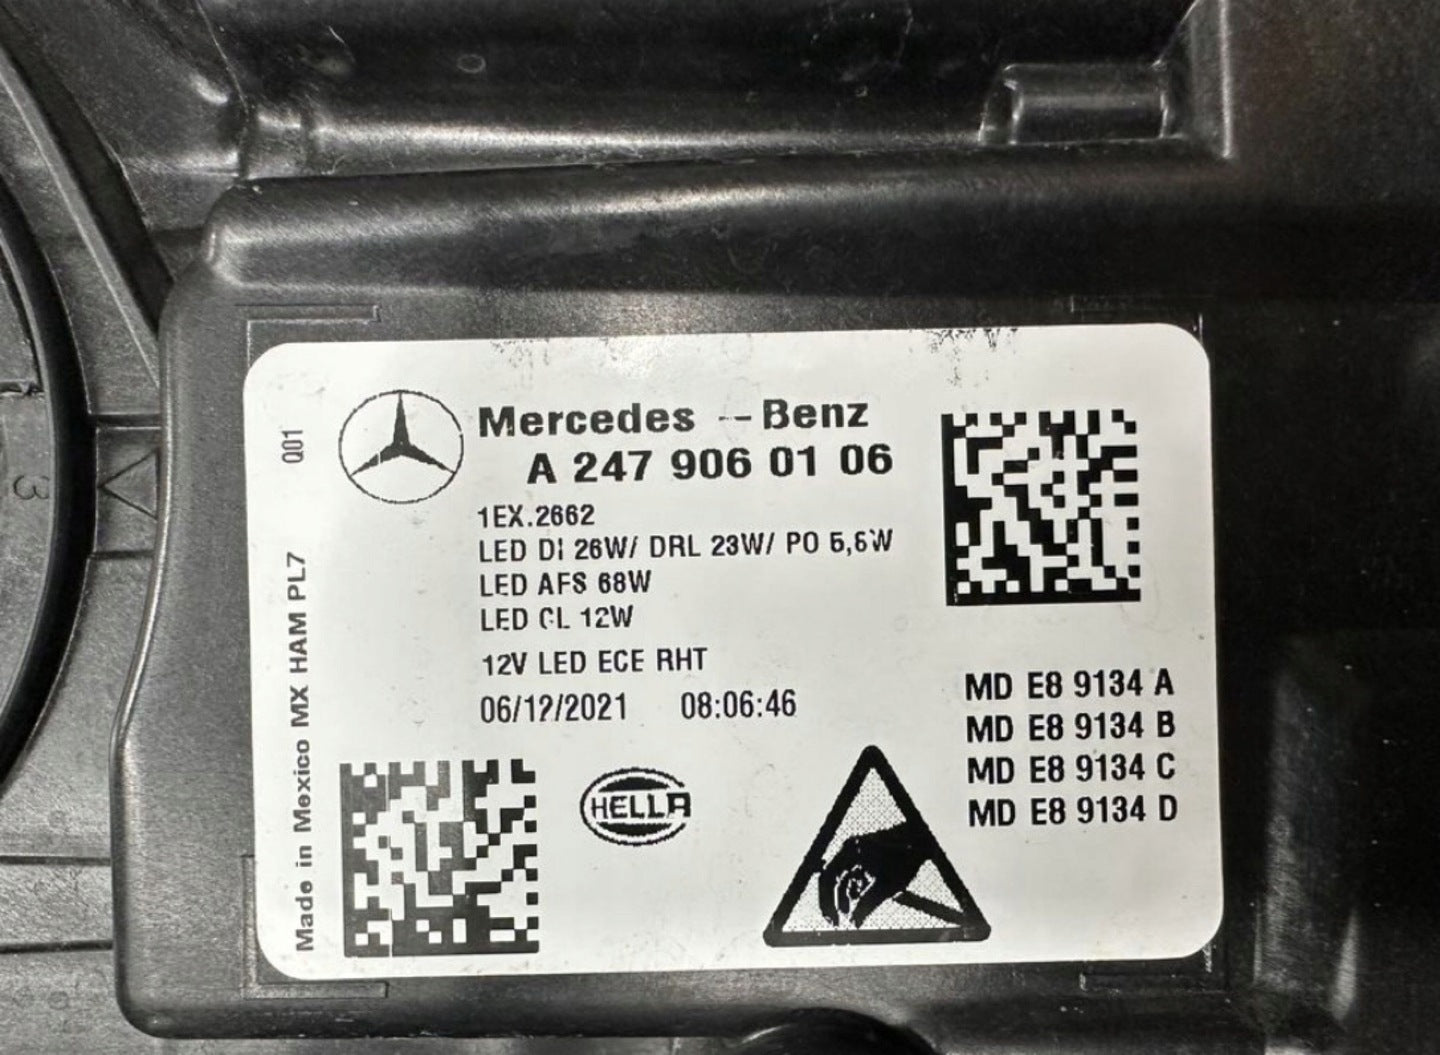 Mercedes -- Benz
A 247 906 01 06
1EX.2662
LED DI 26W/ DRL 23W/ PO 5,6W
LED AFS 68W
LED CL 12W
12V LED ECE RHT
06/12/2021 08:06:46
HELLA
MD E8 9134 A
MD E8 9134 B
MD E8 9134 C
MD E8 9134 D
Made in Mexico MX HAM PL7 Q01
3